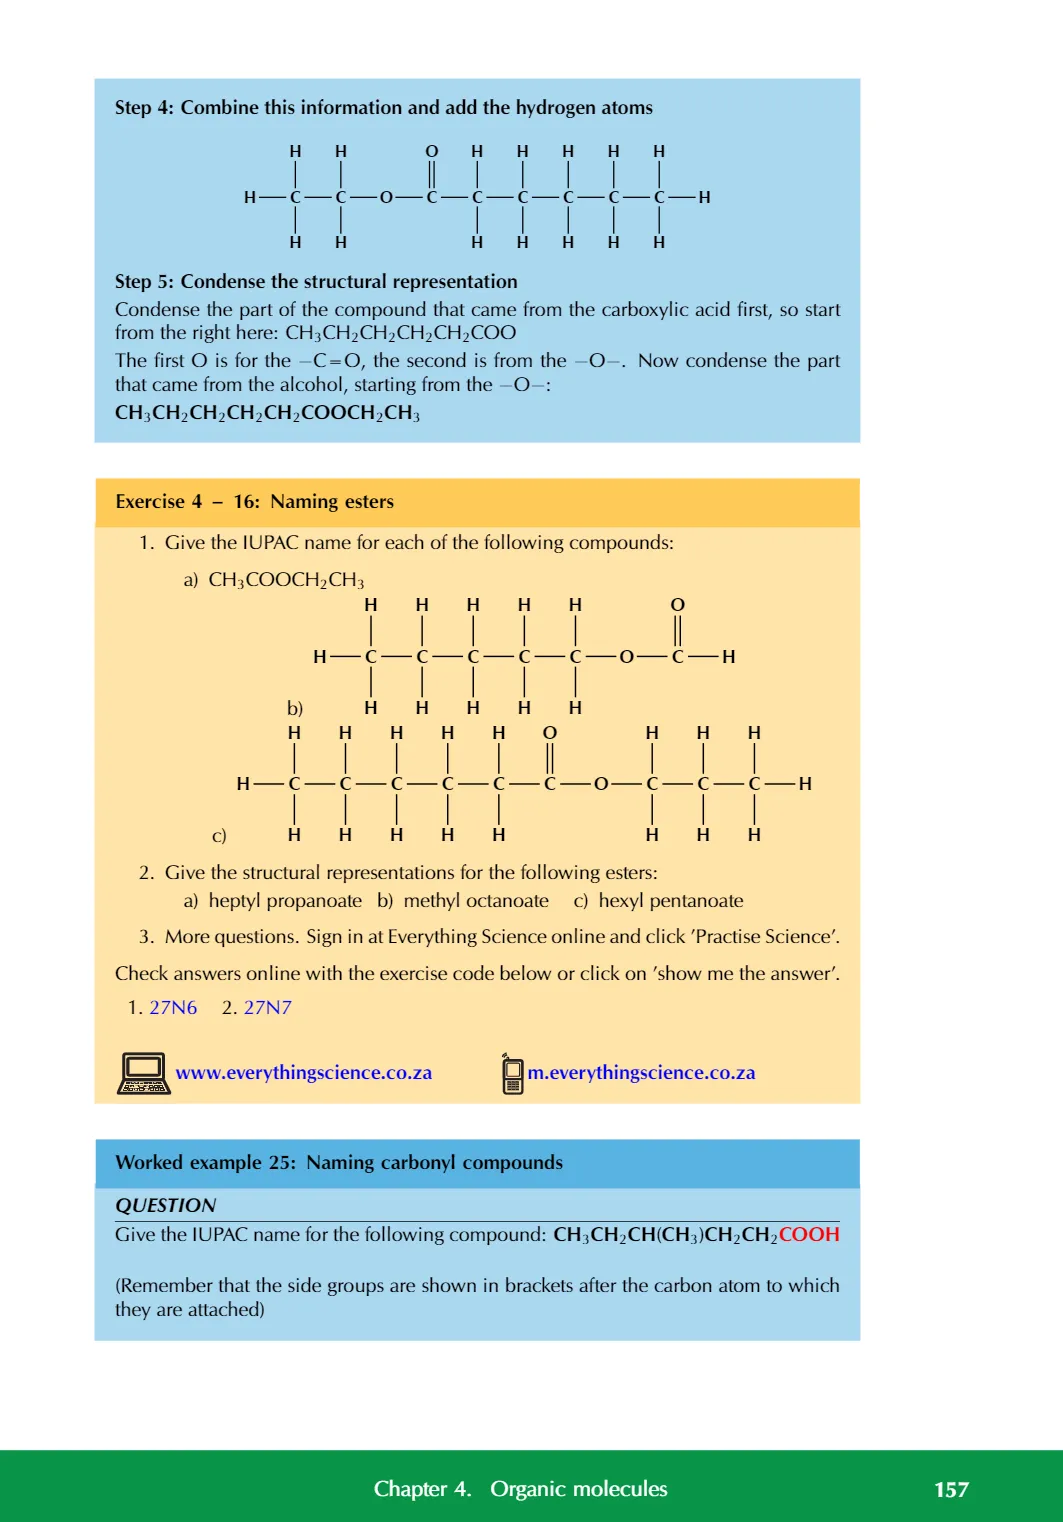 Step 4: Combine this information and add the hydrogen atoms
H H O H H H H H
H C C O C C C C C C H
H H H H H H H
Step 5: Condense the structural representation
Condense the part of the compound that came from the carboxylic acid first, so start
from the right here: CH₃CH₂CH₂CH₂CH₂COO
The first O is for the −C=O, the second is from the −O−. Now condense the part
that came from the alcohol, starting from the −O−:
CH₃CH₂CH₂CH₂CH₂COOCH₂CH₃
Exercise 4 – 16: Naming esters
1. Give the IUPAC name for each of the following compounds:
a) CH₃COOCH₂CH₃
H H H H H O
H C C C C C O C H
b) H H H H H
H H H H H O H H H
H C C C C C C O C C C H
c) H H H H H H H H
2. Give the structural representations for the following esters:
a) heptyl propanoate b) methyl octanoate c) hexyl pentanoate
3. More questions. Sign in at Everything Science online and click ’Practise Science’.
Check answers online with the exercise code below or click on ’show me the answer’.
1. 27N6 2. 27N7
www.everythingscience.co.za m.everythingscience.co.za
Worked example 25: Naming carbonyl compounds
QUESTION
Give the IUPAC name for the following compound: CH₃CH₂CH(CH₃)CH₂CH₂COOH
(Remember that the side groups are shown in brackets after the carbon atom to which
they are attached)
Chapter 4. Organic molecules 157